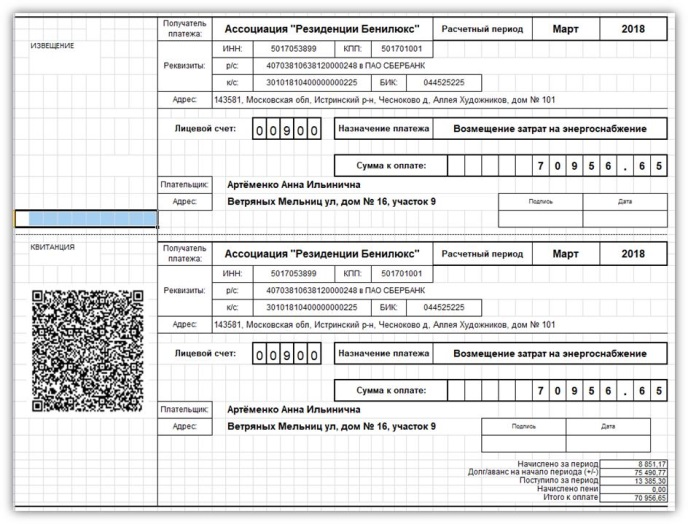 ИЗВЕЩЕНИЕ
Получатель платежа: Ассоциация "Резиденции Бенилюкс" Расчетный период Март 2018
Реквизиты: ИНН: 5017053899 КПП: 501701001
р/с: 40703810638120000248 в ПАО СБЕРБАНК
к/с: 30101810400000000225 БИК: 044525225
Адрес: 143581, Московская обл, Истринский р-н, Чесноково д, Аллея Художников, дом № 101
Лицевой счет: 00900 Назначение платежа Возмещение затрат на энергоснабжение
Сумма к оплате: 70956.65
Плательщик: Артёменко Анна Ильинична
Адрес: Ветряных Мельниц ул, дом № 16, участок 9
Подпись Дата
КВИТАНЦИЯ
Получатель платежа: Ассоциация "Резиденции Бенилюкс" Расчетный период Март 2018
Реквизиты: ИНН: 5017053899 КПП: 501701001
р/с: 40703810638120000248 в ПАО СБЕРБАНК
к/с: 30101810400000000225 БИК: 044525225
Адрес: 143581, Московская обл, Истринский р-н, Чесноково д, Аллея Художников, дом № 101
Лицевой счет: 00900 Назначение платежа Возмещение затрат на энергоснабжение
Сумма к оплате: 70956.65
Плательщик: Артёменко Анна Ильинична
Адрес: Ветряных Мельниц ул, дом № 16, участок 9
Подпись Дата
Начислено за период 8 851,17
Долг/аванс на начало периода (+/-) 75 490,77
Поступило за период 13 385,30
Начислено пени 0,00
Итого к оплате 70 956,65